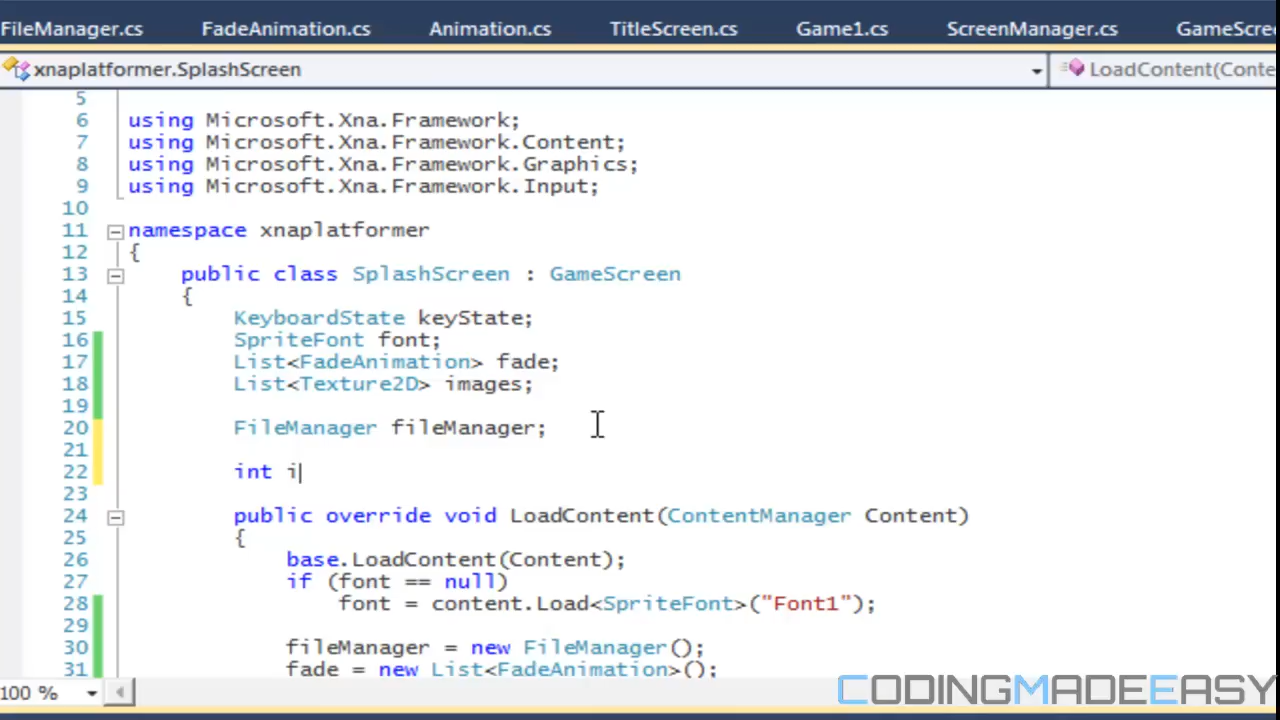 FileManager.cs FadeAnimation.cs Animation.cs TitleScreen.cs Game1.cs ScreenManager.cs GameScree
xnaplatformer.SplashScreen LoadContent(Conte
5
6 using Microsoft.Xna.Framework;
7 using Microsoft.Xna.Framework.Content;
8 using Microsoft.Xna.Framework.Graphics;
9 using Microsoft.Xna.Framework.Input;
10
11 namespace xnaplatformer
12 {
13 public class SplashScreen : GameScreen
14 {
15 KeyboardState keyState;
16 SpriteFont font;
17 List<FadeAnimation> fade;
18 List<Texture2D> images;
19
20 FileManager fileManager;
21
22 int i
23
24 public override void LoadContent(ContentManager Content)
25 {
26 base.LoadContent(Content);
27 if (font == null)
28 font = content.Load<SpriteFont>("Font1");
29
30 fileManager = new FileManager();
31 fade = new List<FadeAnimation>();
100 %
CODINGMADEEASY